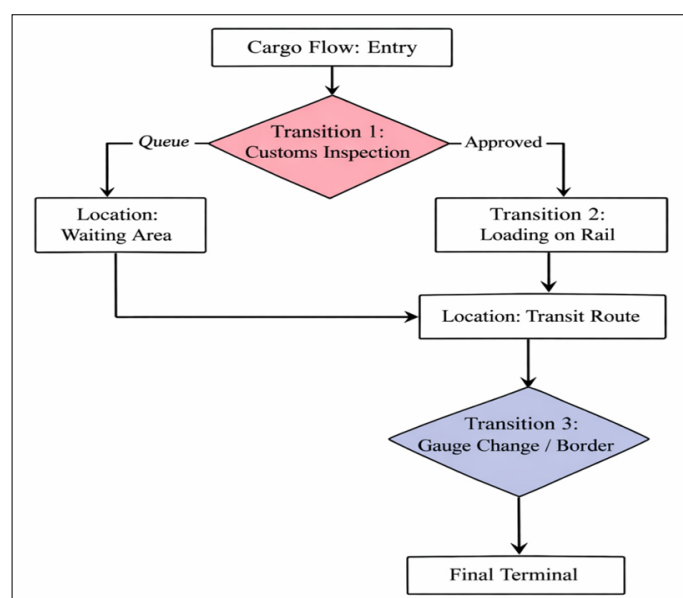 Cargo Flow: Entry
Transition 1:
Customs Inspection
Queue
Approved
Location:
Waiting Area
Transition 2:
Loading on Rail
Location: Transit Route
Transition 3:
Gauge Change / Border
Final Terminal